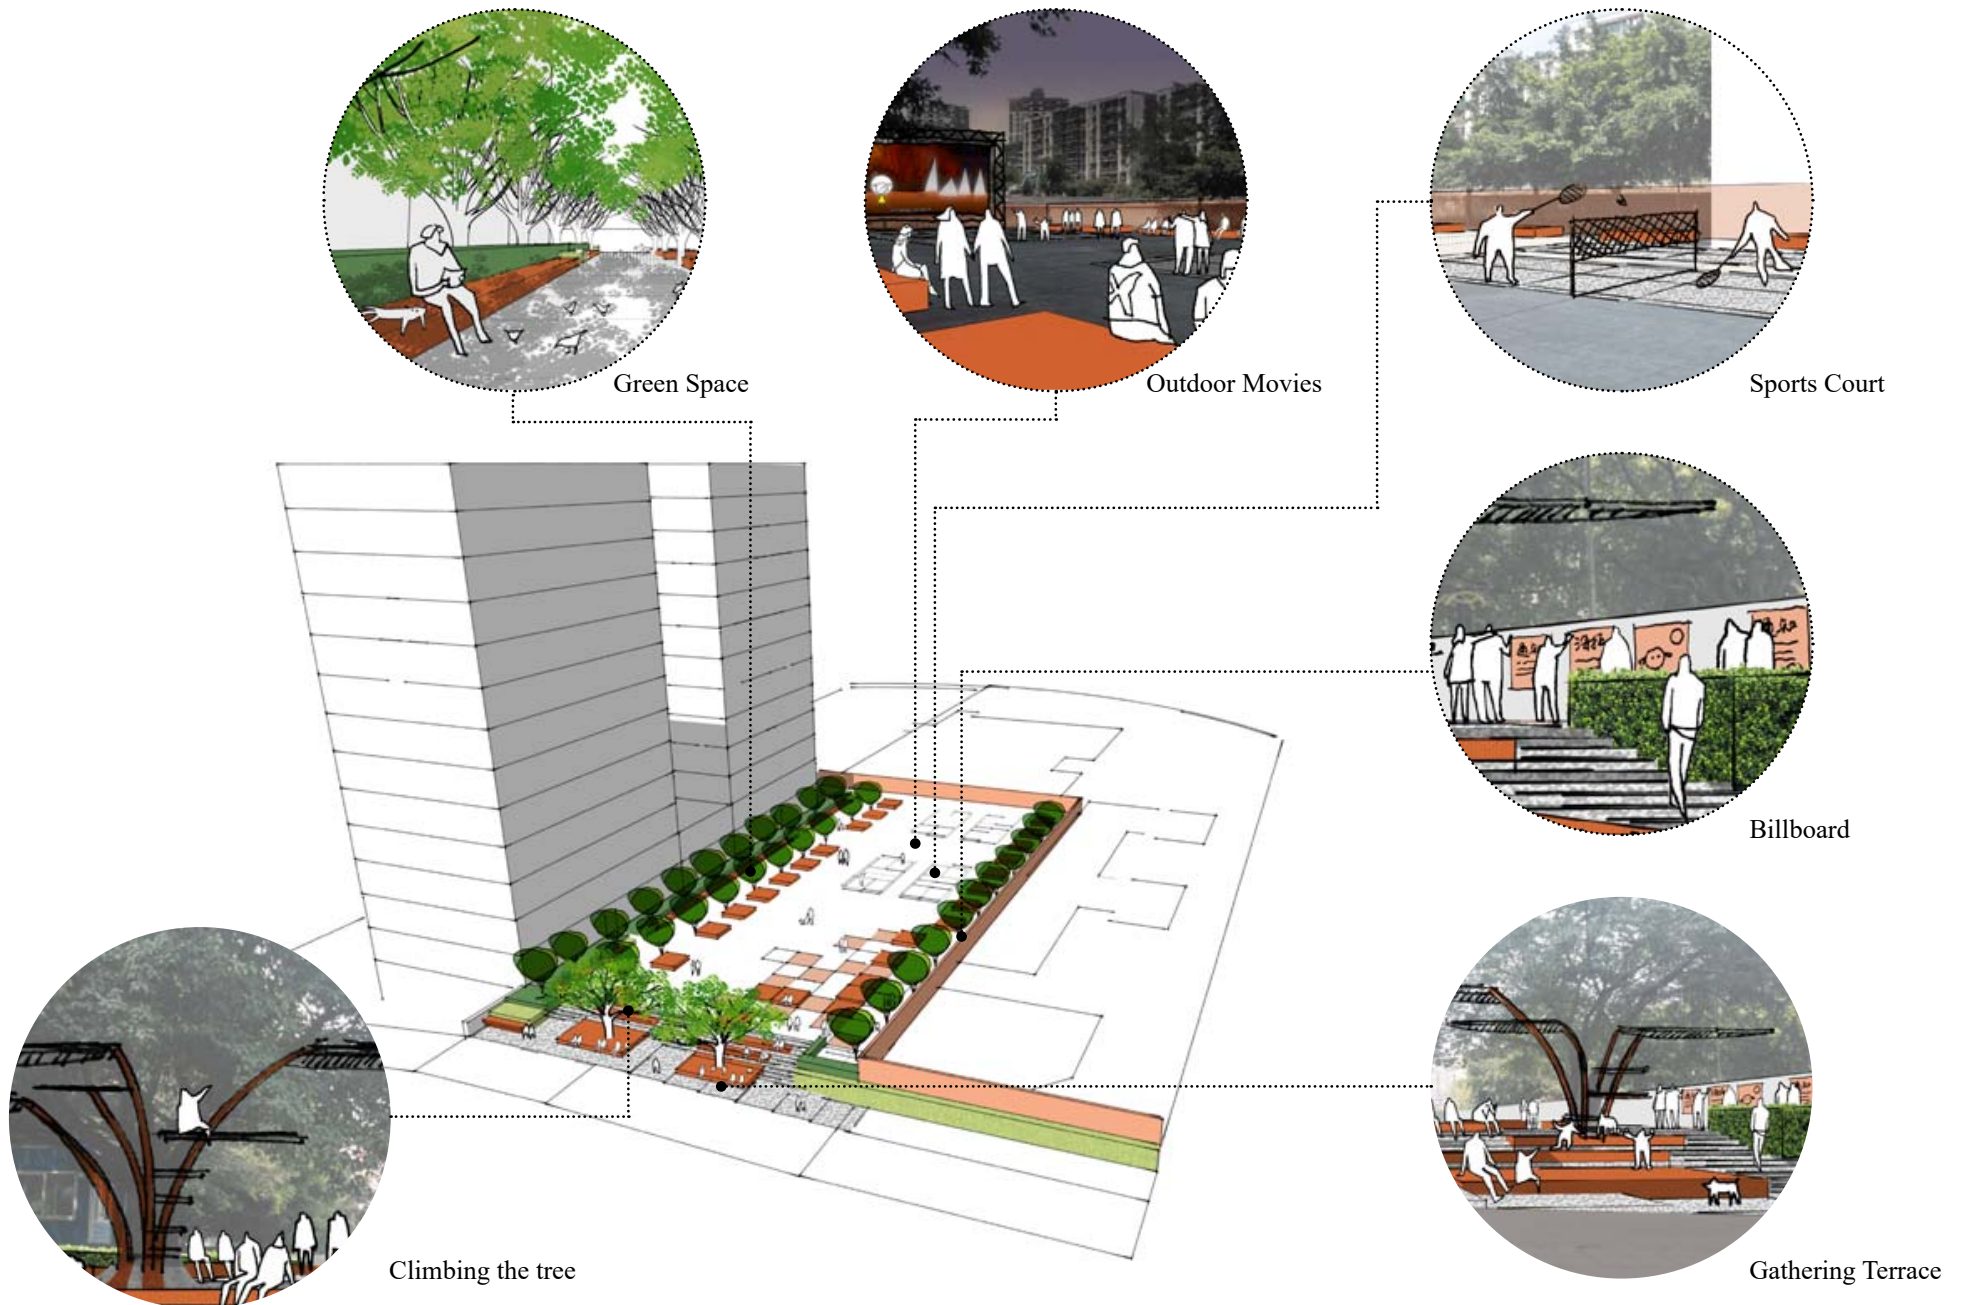 Green Space
Outdoor Movies
Sports Court
Billboard
Climbing the tree
Gathering Terrace